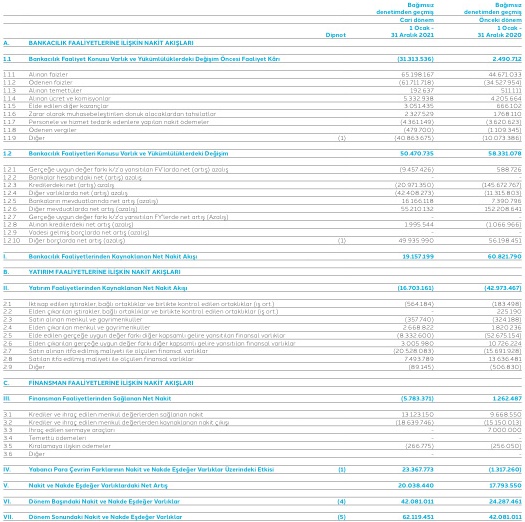 Bağımsız Bağımsız
denetimden geçmiş denetimden geçmiş
Cari dönem Önceki dönem
1 Ocak - 1 Ocak -
Dipnot 31 Aralık 2021 31 Aralık 2020
A. BANKACILIK FAALİYETLERİNE İLİŞKİN NAKİT AKIŞLARI
1.1 Bankacılık Faaliyet Konusu Varlık ve Yükümlülüklerdeki Değişim Öncesi Faaliyet Kârı (31.313.536) 2.490.712
1.1.1 Alınan faizler 65.198.167 44.671.033
1.1.2 Ödenen faizler (61.711.718) (34.527.954)
1.1.3 Alınan temettüler 192.637 511.111
1.1.4 Alınan ücret ve komisyonlar 5.332.938 4.205.664
1.1.5 Elde edilen diğer kazançlar 3.051.435 666.102
1.1.6 Zarar olarak muhasebeleştirilen donuk alacaklardan tahsilatlar 2.327.529 1.768.110
1.1.7 Personele ve hizmet tedarik edenlere yapılan nakit ödemeler (4.361.149) (3.620.623)
1.1.8 Ödenen vergiler (479.700) (1.109.345)
1.1.9 Diğer (1) (40.863.675) (10.073.386)
1.2 Bankacılık Faaliyetleri Konusu Varlık ve Yükümlülüklerdeki Değişim 50.470.735 58.331.078
1.2.1 Gerçeğe uygun değer farkı k/z'a yansıtılan FV'larda net (artış) azalış (9.457.426) 588.726
1.2.2 Bankalar hesabındaki net (artış) azalış - -
1.2.3 Kredilerdeki net (artış) azalış (20.971.350) (145.672.767)
1.2.4 Diğer varlıklarda net (artış) azalış (42.408.273) (11.315.803)
1.2.5 Bankaların mevduatlarında net artış (azalış) 16.166.118 7.390.796
1.2.6 Diğer mevduatlarda net artış (azalış) 55.210.132 152.208.641
1.2.7 Gerçeğe uygun değer farkı k/z'a yansıtılan FY'lerde net artış (Azalış) - -
1.2.8 Alınan kredilerdeki net artış (azalış) 1.995.544 (1.066.966)
1.2.9 Vadesi gelmiş borçlarda net artış (azalış) - -
1.2.10 Diğer borçlarda net artış (azalış) (1) 49.935.990 56.198.451
I. Bankacılık Faaliyetlerinden Kaynaklanan Net Nakit Akışı 19.157.199 60.821.790
B. YATIRIM FAALİYETLERİNE İLİŞKİN NAKİT AKIŞLARI
II. Yatırım Faaliyetlerinden Kaynaklanan Net Nakit Akışı (16.703.161) (42.973.467)
2.1 İktisap edilen iştirakler, bağlı ortaklıklar ve birlikte kontrol edilen ortaklıklar (iş ort.) (564.184) (183.498)
2.2 Elden çıkarılan iştirakler, bağlı ortaklıklar ve birlikte kontrol edilen ortaklıklar (iş ort.) - 225.190
2.3 Satın alınan menkul ve gayrimenkuller (357.740) (324.188)
2.4 Elden çıkarılan menkul ve gayrimenkuller 2.668.822 1.820.236
2.5 Elde edilen gerçeğe uygun değer farkı diğer kapsamlı gelire yansıtılan finansal varlıklar (8.332.600) (52.675.154)
2.6 Elden çıkarılan gerçeğe uygun değer farkı diğer kapsamlı gelire yansıtılan finansal varlıklar 3.005.980 10.726.224
2.7 Satın alınan itfa edilmiş maliyeti ile ölçülen finansal varlıklar (20.528.083) (15.691.928)
2.8 Satılan itfa edilmiş maliyeti ile ölçülen finansal varlıklar 7.493.789 13.636.481
2.9 Diğer (89.145) (506.830)
C. FİNANSMAN FAALİYETLERİNE İLİŞKİN NAKİT AKIŞLARI
III. Finansman Faaliyetlerinden Sağlanan Net Nakit (5.783.371) 1.262.487
3.1 Krediler ve ihraç edilen menkul değerlerden sağlanan nakit 13.123.150 9.668.550
3.2 Krediler ve ihraç edilen menkul değerlerden kaynaklanan nakit çıkışı (18.639.746) (15.150.013)
3.3 İhraç edilen sermaye araçları - 7.000.000
3.4 Temettü ödemeleri - -
3.5 Kiralamaya ilişkin ödemeler (266.775) (256.050)
3.6 Diğer - -
IV. Yabancı Para Çevrim Farklarının Nakit ve Nakde Eşdeğer Varlıklar Üzerindeki Etkisi (1) 23.367.773 (1.317.260)
V. Nakit ve Nakde Eşdeğer Varlıklardaki Net Artış 20.038.440 17.793.550
VI. Dönem Başındaki Nakit ve Nakde Eşdeğer Varlıklar (4) 42.081.011 24.287.461
VII. Dönem Sonundaki Nakit ve Nakde Eşdeğer Varlıklar (5) 62.119.451 42.081.011